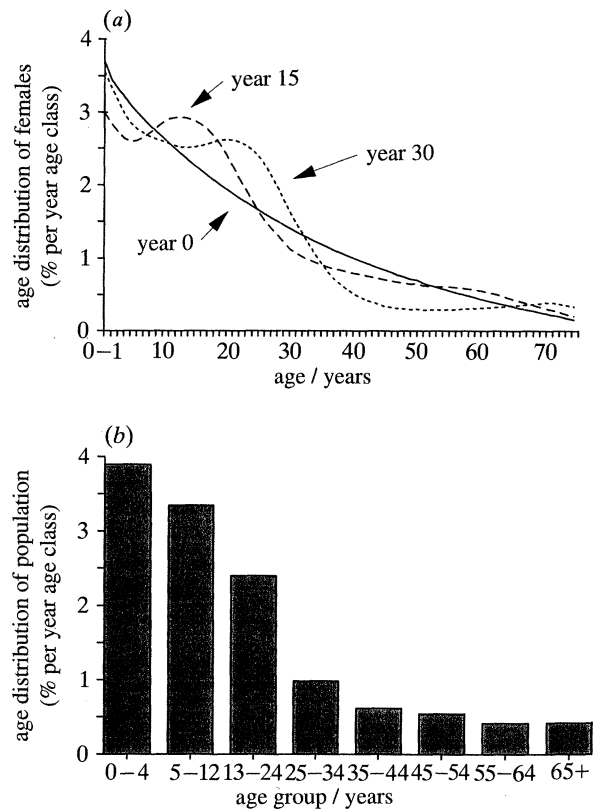 (a)
4
3
2
1
0
age distribution of females
(% per year age class)
year 15
year 30
year 0
0–1 10 20 30 40 50 60 70
age / years
(b)
4
3
2
1
0
age distribution of population
(% per year age class)
0–4 5–12 13–24 25–34 35–44 45–54 55–64 65+
age group / years